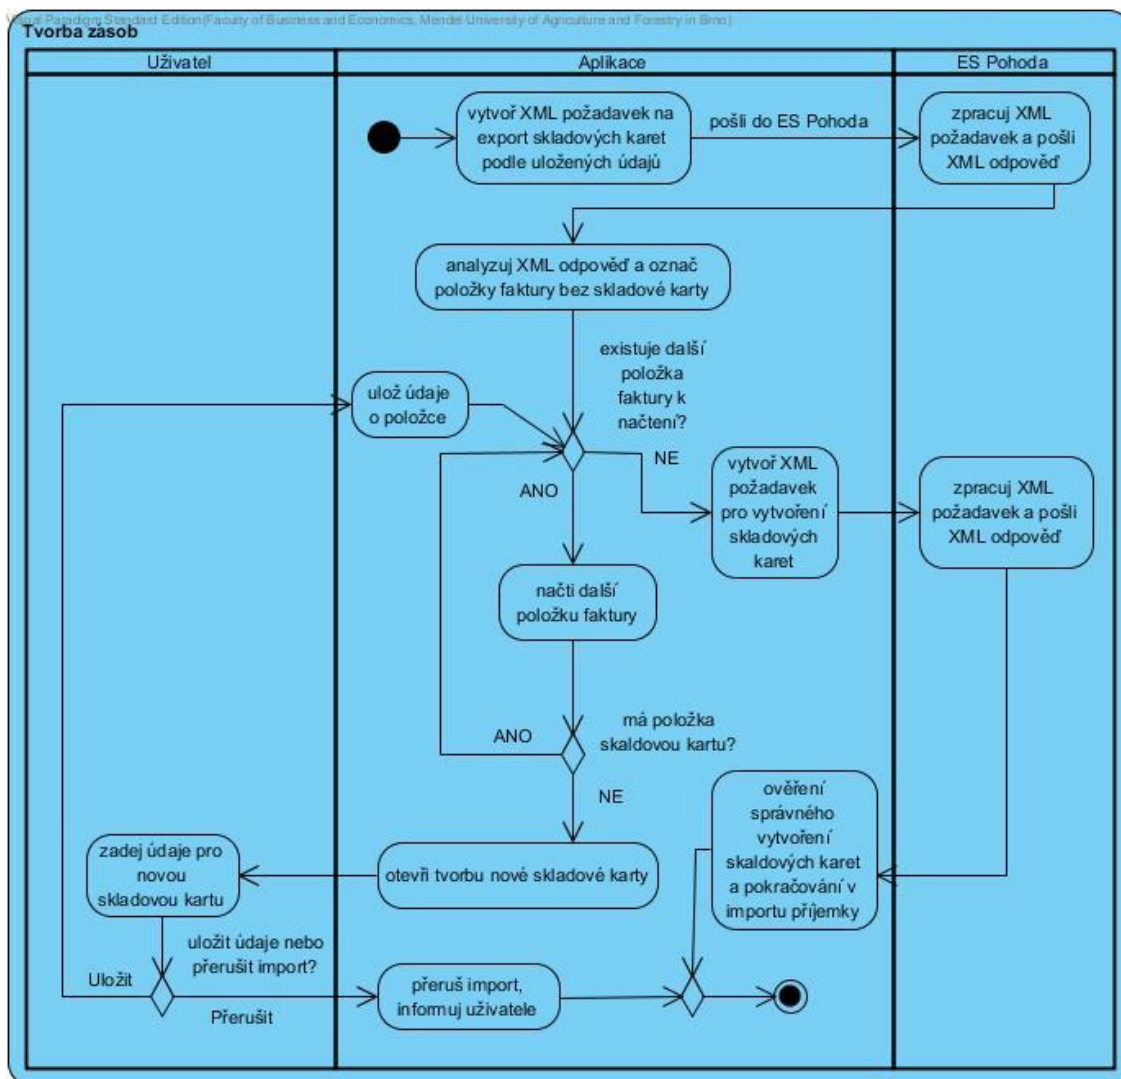 Visual Paradigm Standard Edition(Faculty of Business and Economics, Mendel University of Agriculture and Forestry in Brno)
Tvorba zásob
Uživatel
Aplikace
ES Pohoda
vytvoř XML požadavek na
export skladových karet
podle uložených údajů
pošli do ES Pohoda
zpracuj XML
požadavek a pošli
XML odpověď
analyzuj XML odpověď a označ
položky faktury bez skladové karty
existuje další
položka
faktury k
načtení?
ulož údaje
o položce
NE
ANO
vytvoř XML
požadavek
pro vytvoření
skladových
karet
zpracuj XML
požadavek a pošli
XML odpověď
načti další
položku faktury
má položka
skaldovou kartu?
ANO
NE
ověření
správného
vytvoření
skaldových karet
a pokračování v
importu příjemky
otevři tvorbu nové skladové karty
zadej údaje pro
novou
skladovou kartu
uložit údaje nebo
přerušit import?
Uložit
Přerušit
přeruš import,
informuj uživatele